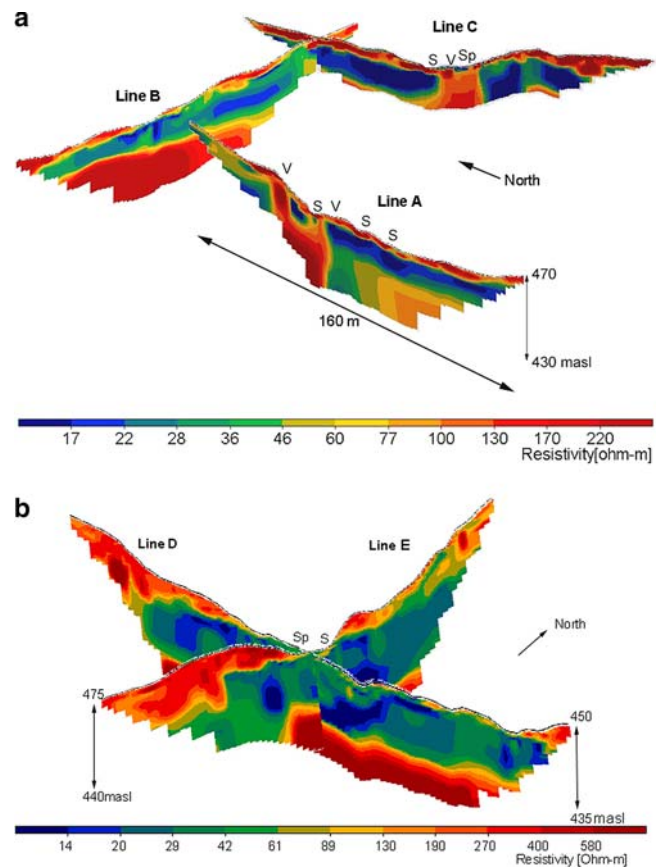 a
Line C
S V Sp
Line B
North
V
Line A
S V
S
S
470
160 m
430 masl
17 22 28 36 46 60 77 100 130 170 220
Resistivity[ohm-m]
b
Line D
Line E
Sp S
North
475
450
440masl
435 masl
14 20 29 42 61 89 130 190 270 400 580
Resistivity [Ohm-m]